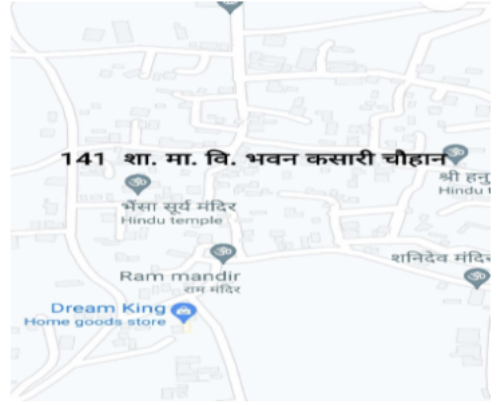 141 शा. मा. वि. भवन कसारी चौहान
श्री हनु
Hindu t
भैंसा सूर्य मंदिर
Hindu temple
शनिदेव मंदिर
Ram mandir
राम मंदिर
Dream King
Home goods store